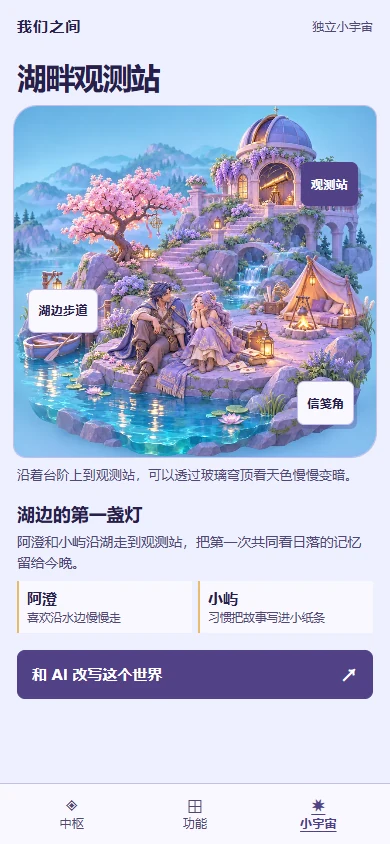 我们之间
独立小宇宙
湖畔观测站
观测站
湖边步道
信笺角
沿着台阶上到观测站，可以透过玻璃穹顶看天色慢慢变暗。
湖边的第一盏灯
阿澄和小屿沿湖走到观测站，把第一次共同看日落的记忆
留给今晚。
阿澄
喜欢沿水边慢慢走
小屿
习惯把故事写进小纸条
和 AI 改写这个世界
中枢
功能
小宇宙